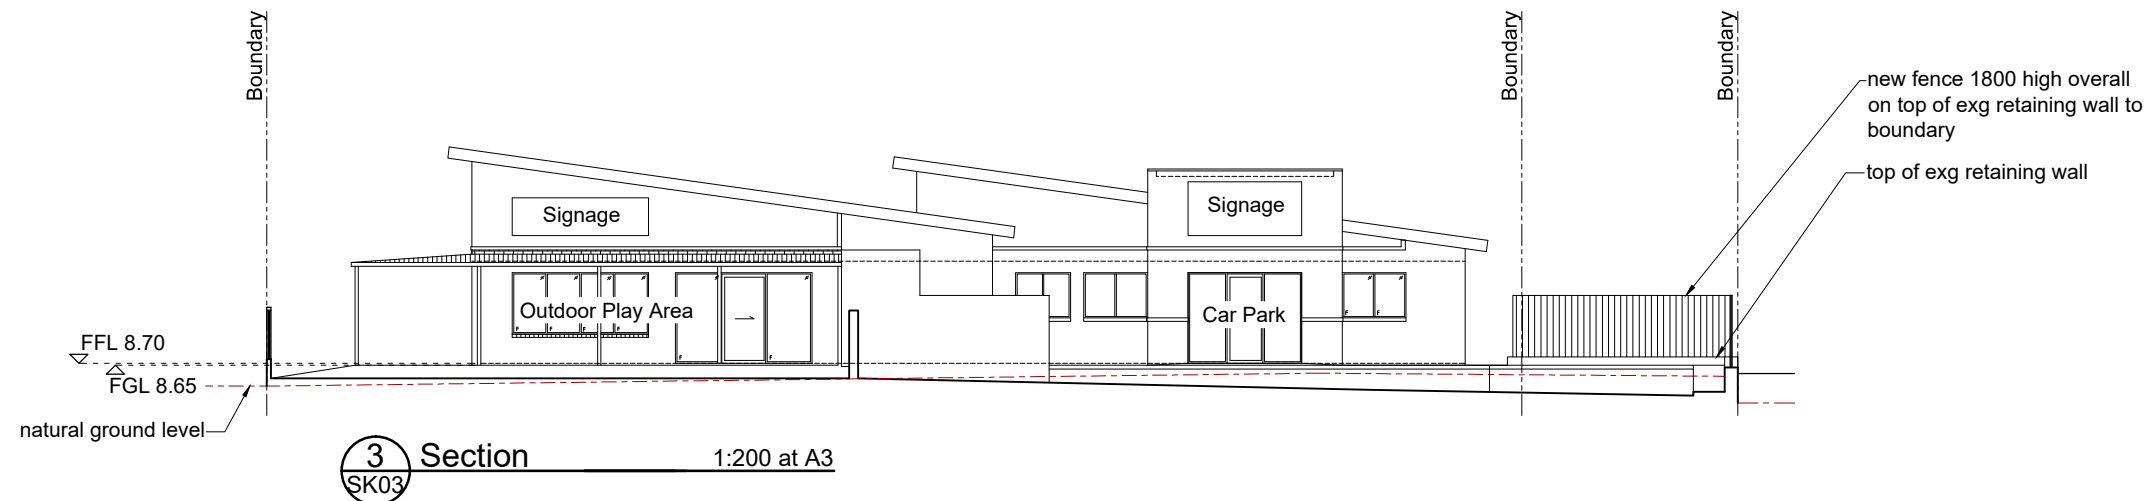 Boundary
Boundary
Boundary
new fence 1800 high overall
on top of exg retaining wall to
boundary
top of exg retaining wall
Signage
Signage
Outdoor Play Area
Car Park
FFL 8.70
FGL 8.65
natural ground level
3
SK03
Section
1:200 at A3